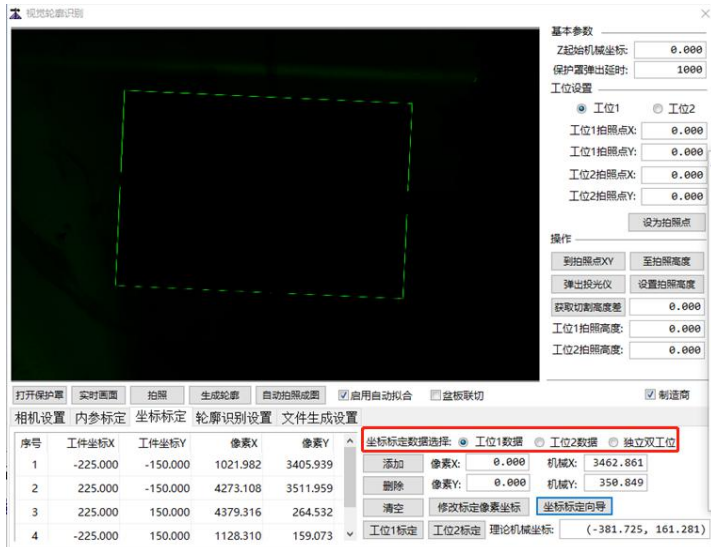 视觉轮廓识别
基本参数
Z起始机械坐标: 0.000
保护罩弹出延时: 1000
工位设置
工位1 工位2
工位1拍照点X: 0.000
工位1拍照点Y: 0.000
工位2拍照点X: 0.000
工位2拍照点Y: 0.000
设为拍照点
操作
到拍照点XY 至拍照高度
弹出投光仪 设置拍照高度
获取切割高度差 0.000
工位1拍照高度: 0.000
工位2拍照高度: 0.000
打开保护罩 实时画面 拍照 生成轮廓 自动拍照成图 启用自动拟合 盆板联切 制造商
相机设置 内参标定 坐标标定 轮廓识别设置 文件生成设置
序号 工件坐标X 工件坐标Y 像素X 像素Y
1 -225.000 -150.000 1021.982 3405.939
2 225.000 -150.000 4273.108 3511.959
3 225.000 150.000 4379.316 264.532
4 -225.000 150.000 1128.310 159.073
坐标标定数据选择: 工位1数据 工位2数据 独立双工位
添加 像素X: 0.000 机械X: 3462.861
删除 像素Y: 0.000 机械Y: 350.849
清空 修改标定像素坐标 坐标标定向导
工位1标定 工位2标定 理论机械坐标: (-381.725, 161.281)